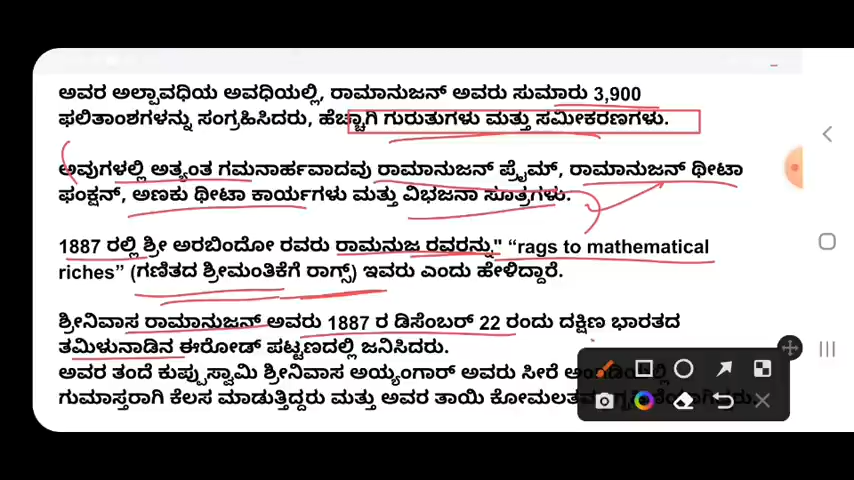 ಅವರ ಅಲ್ಪಾವಧಿಯ ಅವಧಿಯಲ್ಲಿ, ರಾಮಾನುಜನ್ ಅವರು ಸುಮಾರು 3,900
ಫಲಿತಾಂಶಗಳನ್ನು ಸಂಗ್ರಹಿಸಿದರು, ಹೆಚ್ಚಾಗಿ ಗುರುತುಗಳು ಮತ್ತು ಸಮೀಕರಣಗಳು.
ಅವುಗಳಲ್ಲಿ ಅತ್ಯಂತ ಗಮನಾರ್ಹವಾದವು ರಾಮಾನುಜನ್ ಪ್ರೈಮ್, ರಾಮಾನುಜನ್ ಥೀಟಾ
ಫಂಕ್ಷನ್, ಅಣಕು ಥೀಟಾ ಕಾರ್ಯಗಳು ಮತ್ತು ವಿಭಜನಾ ಸೂತ್ರಗಳು.
1887 ರಲ್ಲಿ ಶ್ರೀ ಅರಬಿಂದೋ ರವರು ರಾಮನುಜ ರವರನ್ನು" “rags to mathematical
riches” (ಗಣಿತದ ಶ್ರೀಮಂತಿಕೆಗೆ ರಾಗ್ಸ್) ಇವರು ಎಂದು ಹೇಳಿದ್ದಾರೆ.
ಶ್ರೀನಿವಾಸ ರಾಮಾನುಜನ್ ಅವರು 1887 ರ ಡಿಸೆಂಬರ್ 22 ರಂದು ದಕ್ಷಿಣ ಭಾರತದ
ತಮಿಳುನಾಡಿನ ಈರೋಡ್ ಪಟ್ಟಣದಲ್ಲಿ ಜನಿಸಿದರು.
ಅವರ ತಂದೆ ಕುಪ್ಪುಸ್ವಾಮಿ ಶ್ರೀನಿವಾಸ ಅಯ್ಯಂಗಾರ್ ಅವರು ಸೀರೆ
ಗುಮಾಸ್ತರಾಗಿ ಕೆಲಸ ಮಾಡುತ್ತಿದ್ದರು ಮತ್ತು ಅವರ ತಾಯಿ